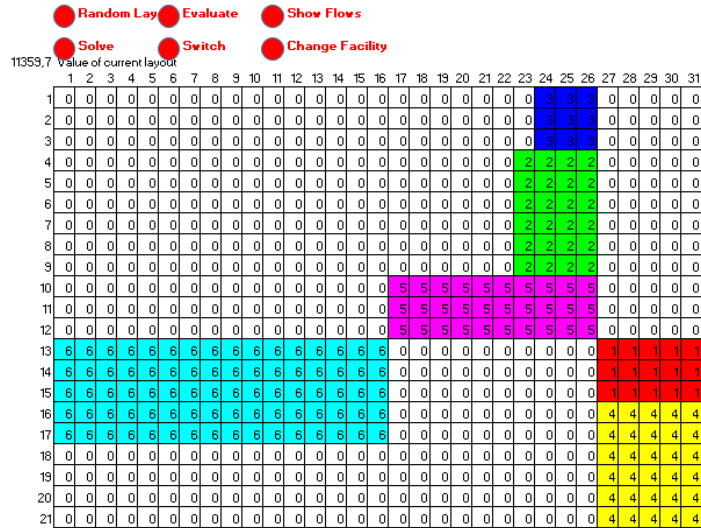 Random Lay Evaluate Show Flows
Solve Switch Change Facility
11359,7 Value of current layout
1 2 3 4 5 6 7 8 9 10 11 12 13 14 15 16 17 18 19 20 21 22 23 24 25 26 27 28 29 30 31
1 0 0 0 0 0 0 0 0 0 0 0 0 0 0 0 0 0 0 0 0 0 0 0 3 3 3 0 0 0 0 0
2 0 0 0 0 0 0 0 0 0 0 0 0 0 0 0 0 0 0 0 0 0 0 0 3 3 3 0 0 0 0 0
3 0 0 0 0 0 0 0 0 0 0 0 0 0 0 0 0 0 0 0 0 0 0 0 3 3 3 0 0 0 0 0
4 0 0 0 0 0 0 0 0 0 0 0 0 0 0 0 0 0 0 0 0 0 0 2 2 2 2 0 0 0 0 0
5 0 0 0 0 0 0 0 0 0 0 0 0 0 0 0 0 0 0 0 0 0 0 2 2 2 2 0 0 0 0 0
6 0 0 0 0 0 0 0 0 0 0 0 0 0 0 0 0 0 0 0 0 0 0 2 2 2 2 0 0 0 0 0
7 0 0 0 0 0 0 0 0 0 0 0 0 0 0 0 0 0 0 0 0 0 0 2 2 2 2 0 0 0 0 0
8 0 0 0 0 0 0 0 0 0 0 0 0 0 0 0 0 0 0 0 0 0 0 2 2 2 2 0 0 0 0 0
9 0 0 0 0 0 0 0 0 0 0 0 0 0 0 0 0 0 0 0 0 0 0 2 2 2 2 0 0 0 0 0
10 0 0 0 0 0 0 0 0 0 0 0 0 0 0 0 0 5 5 5 5 5 5 5 5 5 5 0 0 0 0 0
11 0 0 0 0 0 0 0 0 0 0 0 0 0 0 0 0 5 5 5 5 5 5 5 5 5 5 0 0 0 0 0
12 0 0 0 0 0 0 0 0 0 0 0 0 0 0 0 0 5 5 5 5 5 5 5 5 5 5 0 0 0 0 0
13 6 6 6 6 6 6 6 6 6 6 6 6 6 6 6 6 0 0 0 0 0 0 0 0 0 0 1 1 1 1 1
14 6 6 6 6 6 6 6 6 6 6 6 6 6 6 6 6 0 0 0 0 0 0 0 0 0 0 1 1 1 1 1
15 6 6 6 6 6 6 6 6 6 6 6 6 6 6 6 6 0 0 0 0 0 0 0 0 0 0 1 1 1 1 1
16 6 6 6 6 6 6 6 6 6 6 6 6 6 6 6 6 0 0 0 0 0 0 0 0 0 0 4 4 4 4 4
17 6 6 6 6 6 6 6 6 6 6 6 6 6 6 6 6 0 0 0 0 0 0 0 0 0 0 4 4 4 4 4
18 0 0 0 0 0 0 0 0 0 0 0 0 0 0 0 0 0 0 0 0 0 0 0 0 0 0 4 4 4 4 4
19 0 0 0 0 0 0 0 0 0 0 0 0 0 0 0 0 0 0 0 0 0 0 0 0 0 0 4 4 4 4 4
20 0 0 0 0 0 0 0 0 0 0 0 0 0 0 0 0 0 0 0 0 0 0 0 0 0 0 4 4 4 4 4
21 0 0 0 0 0 0 0 0 0 0 0 0 0 0 0 0 0 0 0 0 0 0 0 0 0 0 4 4 4 4 4